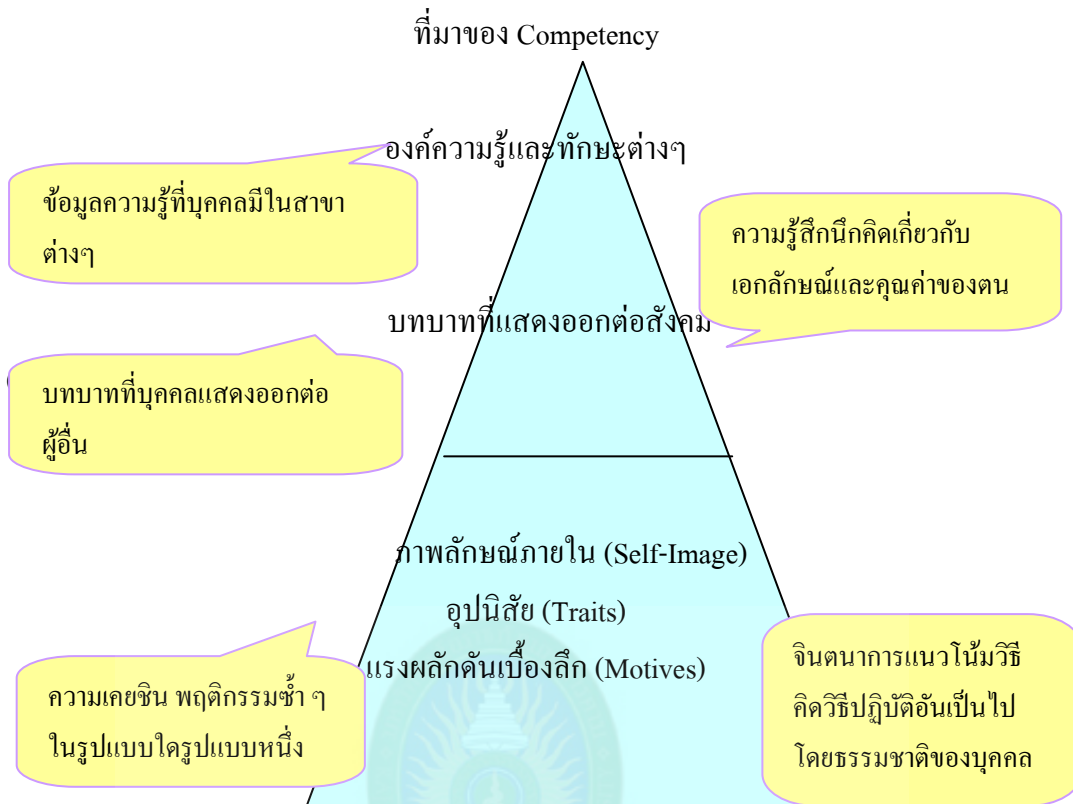 ที่มาของ Competency
องค์ความรู้และทักษะต่างๆ
ข้อมูลความรู้ที่บุคคลมีในสาขา
ต่างๆ
ความรู้สึกนึกคิดเกี่ยวกับ
เอกลักษณ์และคุณค่าของตน
บทบาทที่แสดงออกต่อสังคม
บทบาทที่บุคคลแสดงออกต่อ
ผู้อื่น
ภาพลักษณ์ภายใน (Self-Image)
อุปนิสัย (Traits)
แรงผลักดันเบื้องลึก (Motives)
ความเคยชิน พฤติกรรมซ้ำ ๆ
ในรูปแบบใดรูปแบบหนึ่ง
จินตนาการแนวโน้มวิธี
คิดวิธีปฏิบัติอันเป็นไป
โดยธรรมชาติของบุคคล